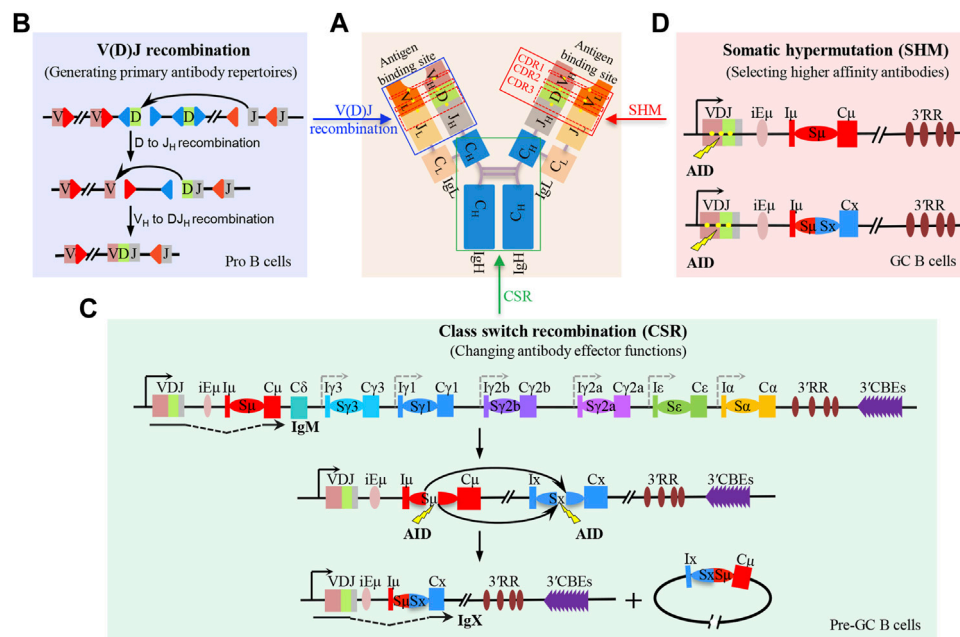 B
V(D)J recombination
(Generating primary antibody repertoires)
V V D D J J
D to JH recombination
V V D J J
VH to DJH recombination
V VDJ J
Pro B cells
A
Antigen
binding site
Antigen
binding site
CDR1
CDR2
CDR3
V(D)J
recombination
SHM
VH D JH
VL JL
CL
CH
CH
IgL
IgH
V D J
V J
CH
CL
CH
IgL
IgH
CSR
D
Somatic hypermutation (SHM)
(Selecting higher affinity antibodies)
VDJ iEμ Iμ Sμ Cμ 3′RR
AID
VDJ iEμ Iμ Sμ Sx Cx 3′RR
AID
GC B cells
C
Class switch recombination (CSR)
(Changing antibody effector functions)
VDJ iEμ Iμ Sμ Cμ Cδ Iγ3 Sγ3 Cγ3 Iγ1 Sγ1 Cγ1 Iγ2b Sγ2b Cγ2b Iγ2a Sγ2a Cγ2a Iε Sε Cε Iα Sα Cα 3′RR 3′CBEs
IgM
VDJ iEμ Iμ Sμ Cμ Ix Sx Cx 3′RR 3′CBEs
AID AID
VDJ iEμ Iμ Sμ Sx Cx 3′RR 3′CBEs
IgX
+
Ix Sx Sμ Cμ
Pre-GC B cells